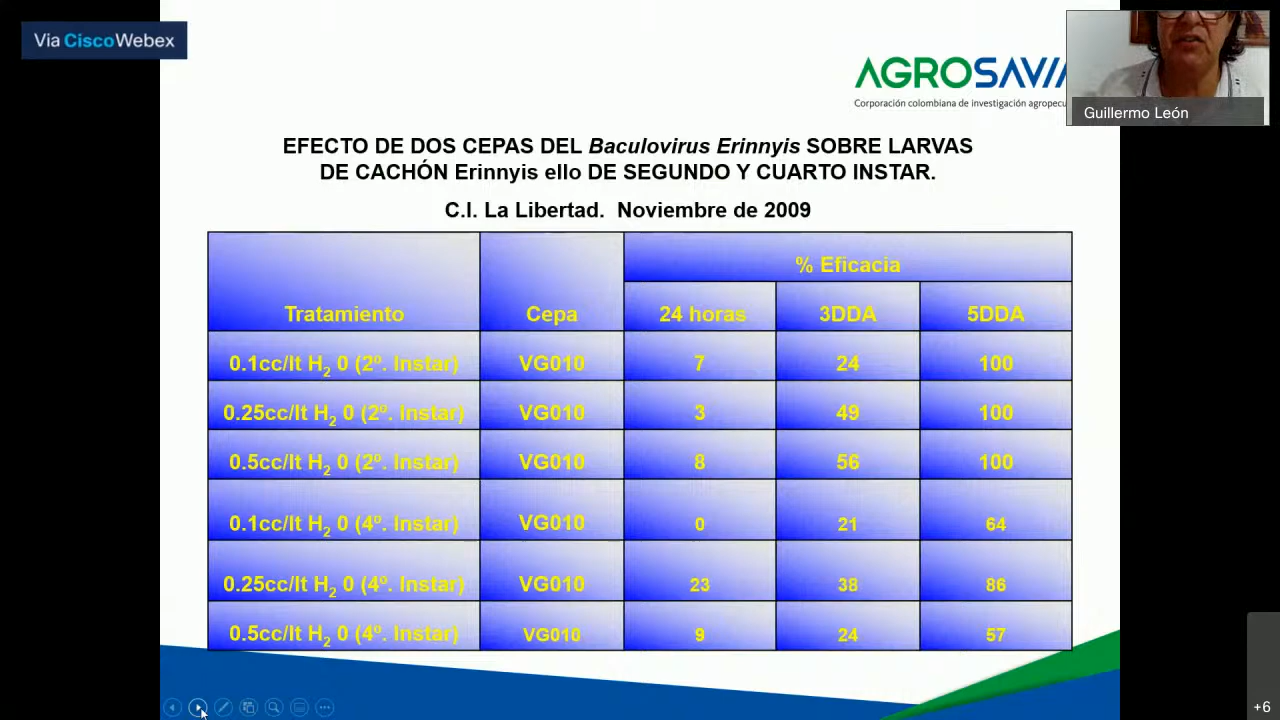 Vía CiscoWebex
AGROSAVIA
Corporación colombiana de investigación agropecu
Guillermo León
EFECTO DE DOS CEPAS DEL Baculovirus Erinnyis SOBRE LARVAS
DE CACHÓN Erinnyis ello DE SEGUNDO Y CUARTO INSTAR.
C.I. La Libertad. Noviembre de 2009
% Eficacia
Tratamiento Cepa 24 horas 3DDA 5DDA
0.1cc/lt H2 0 (2º. Instar) VG010 7 24 100
0.25cc/lt H2 0 (2º. Instar) VG010 3 49 100
0.5cc/lt H2 0 (2º. Instar) VG010 8 56 100
0.1cc/lt H2 0 (4º. Instar) VG010 0 21 64
0.25cc/lt H2 0 (4º. Instar) VG010 23 38 86
0.5cc/lt H2 0 (4º. Instar) VG010 9 24 57
+6